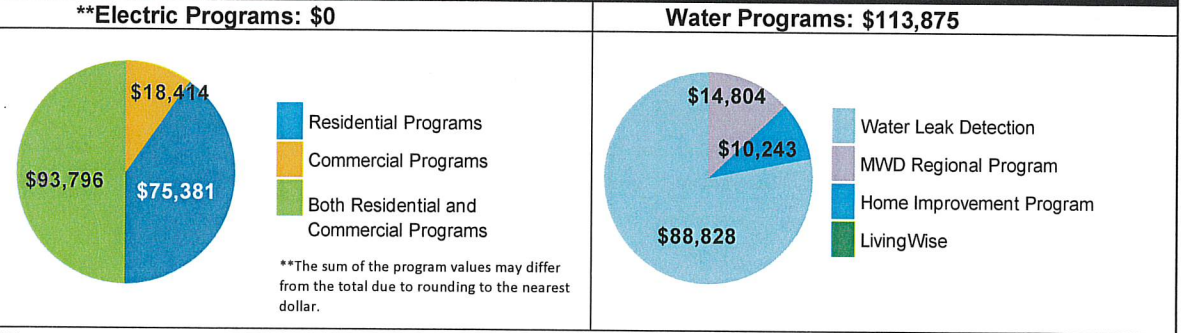 **Electric Programs: $0
$18,414
$93,796
$75,381
Residential Programs
Commercial Programs
Both Residential and
Commercial Programs
**The sum of the program values may differ
from the total due to rounding to the nearest
dollar.
Water Programs: $113,875
$14,804
$10,243
$88,828
Water Leak Detection
MWD Regional Program
Home Improvement Program
LivingWise